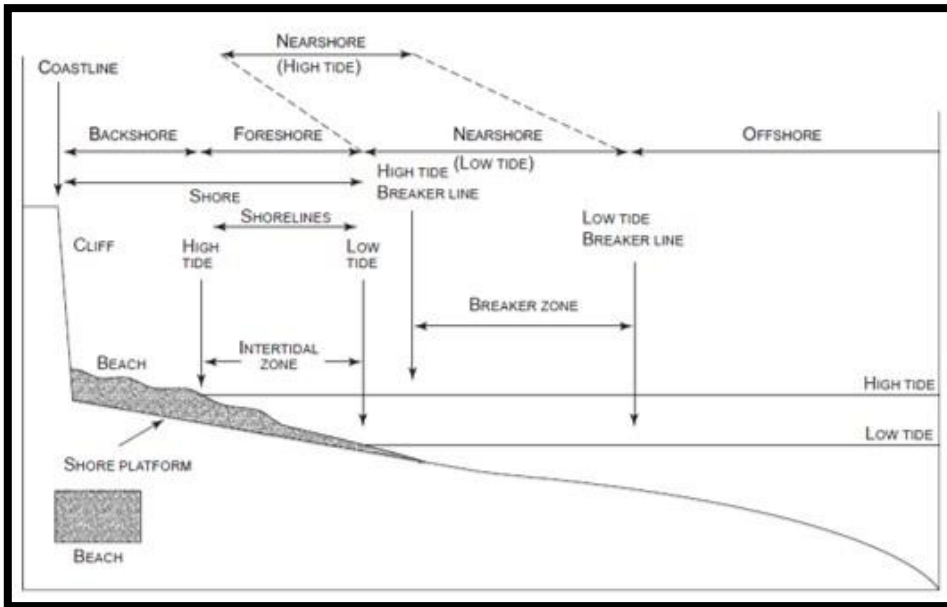 NEARSHORE
(HIGH TIDE)
COASTLINE
BACKSHORE
FORESHORE
NEARSHORE
(LOW TIDE)
OFFSHORE
HIGH TIDE
BREAKER LINE
SHORE
SHORELINES
LOW TIDE
BREAKER LINE
CLIFF
HIGH
TIDE
LOW
TIDE
BREAKER ZONE
INTERTIDAL
ZONE
BEACH
HIGH TIDE
LOW TIDE
SHORE PLATFORM
BEACH